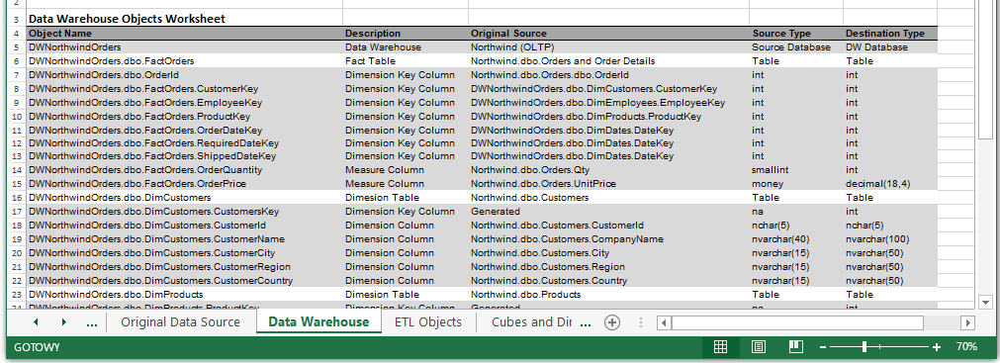 2
3 Data Warehouse Objects Worksheet
4 Object Name Description Original Source Source Type Destination Type
5 DWNorthwindOrders Data Warehouse Northwind (OLTP) Source Database DW Database
6 DWNorthwindOrders.dbo.FactOrders Fact Table Northwind.dbo.Orders and Order Details Table Table
7 DWNorthwindOrders.dbo.OrderId Dimension Key Column Northwind.dbo.Orders.dbo.OrderId int int
8 DWNorthwindOrders.dbo.FactOrders.CustomerKey Dimension Key Column DWNorthwindOrders.dbo.DimCustomers.CustomerKey int int
9 DWNorthwindOrders.dbo.FactOrders.EmployeeKey Dimension Key Column DWNorthwindOrders.dbo.DimEmployees.EmployeeKey int int
10 DWNorthwindOrders.dbo.FactOrders.ProductKey Dimension Key Column DWNorthwindOrders.dbo.DimProducts.ProductKey int int
11 DWNorthwindOrders.dbo.FactOrders.OrderDateKey Dimension Key Column DWNorthwindOrders.dbo.DimDates.DateKey int int
12 DWNorthwindOrders.dbo.FactOrders.RequiredDateKey Dimension Key Column DWNorthwindOrders.dbo.DimDates.DateKey int int
13 DWNorthwindOrders.dbo.FactOrders.ShippedDateKey Dimension Key Column DWNorthwindOrders.dbo.DimDates.DateKey int int
14 DWNorthwindOrders.dbo.FactOrders.OrderQuantity Measure Column Northwind.dbo.Orders.Qty smallint int
15 DWNorthwindOrders.dbo.FactOrders.OrderPrice Measure Column Northwind.dbo.Orders.UnitPrice money decimal(18,4)
16 DWNorthwindOrders.dbo.DimCustomers Dimesion Table Northwind.dbo.Customers Table Table
17 DWNorthwindOrders.dbo.DimCustomers.CustomersKey Dimension Key Column Generated na int
18 DWNorthwindOrders.dbo.DimCustomers.CustomerId Dimension Column Northwind.dbo.Customers.CustomerId nchar(5) nchar(5)
19 DWNorthwindOrders.dbo.DimCustomers.CustomerName Dimension Column Northwind.dbo.Customers.CompanyName nvarchar(40) nvarchar(100)
20 DWNorthwindOrders.dbo.DimCustomers.CustomerCity Dimension Column Northwind.dbo.Customers.City nvarchar(15) nvarchar(50)
21 DWNorthwindOrders.dbo.DimCustomers.CustomerRegion Dimension Column Northwind.dbo.Customers.Region nvarchar(15) nvarchar(50)
22 DWNorthwindOrders.dbo.DimCustomers.CustomerCountry Dimension Column Northwind.dbo.Customers.Country nvarchar(15) nvarchar(50)
23 DWNorthwindOrders.dbo.DimProducts Dimesion Table Northwind.dbo.Products Table Table
24 DWNorthwindOrders.dbo.DimProducts.ProductKey Dimension Key Column Generated na int
... Original Data Source Data Warehouse ETL Objects Cubes and Dir ...
GOTOWY 70%